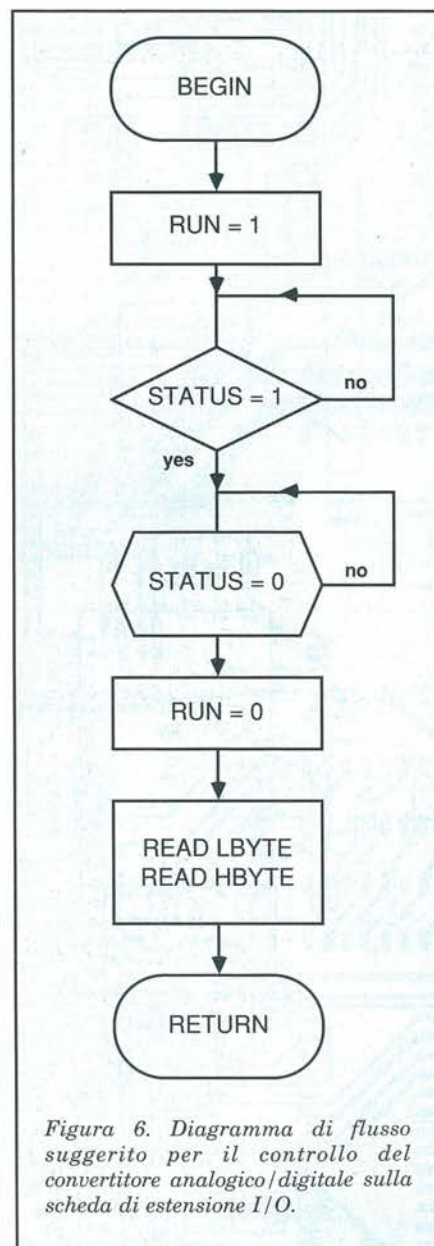 BEGIN
RUN = 1
STATUS = 1
no
yes
STATUS = 0
no
RUN = 0
READ LBYTE
READ HBYTE
RETURN
Figura 6. Diagramma di flusso
suggerito per il controllo del
convertitore analogico/digitale sulla
scheda di estensione I/O.